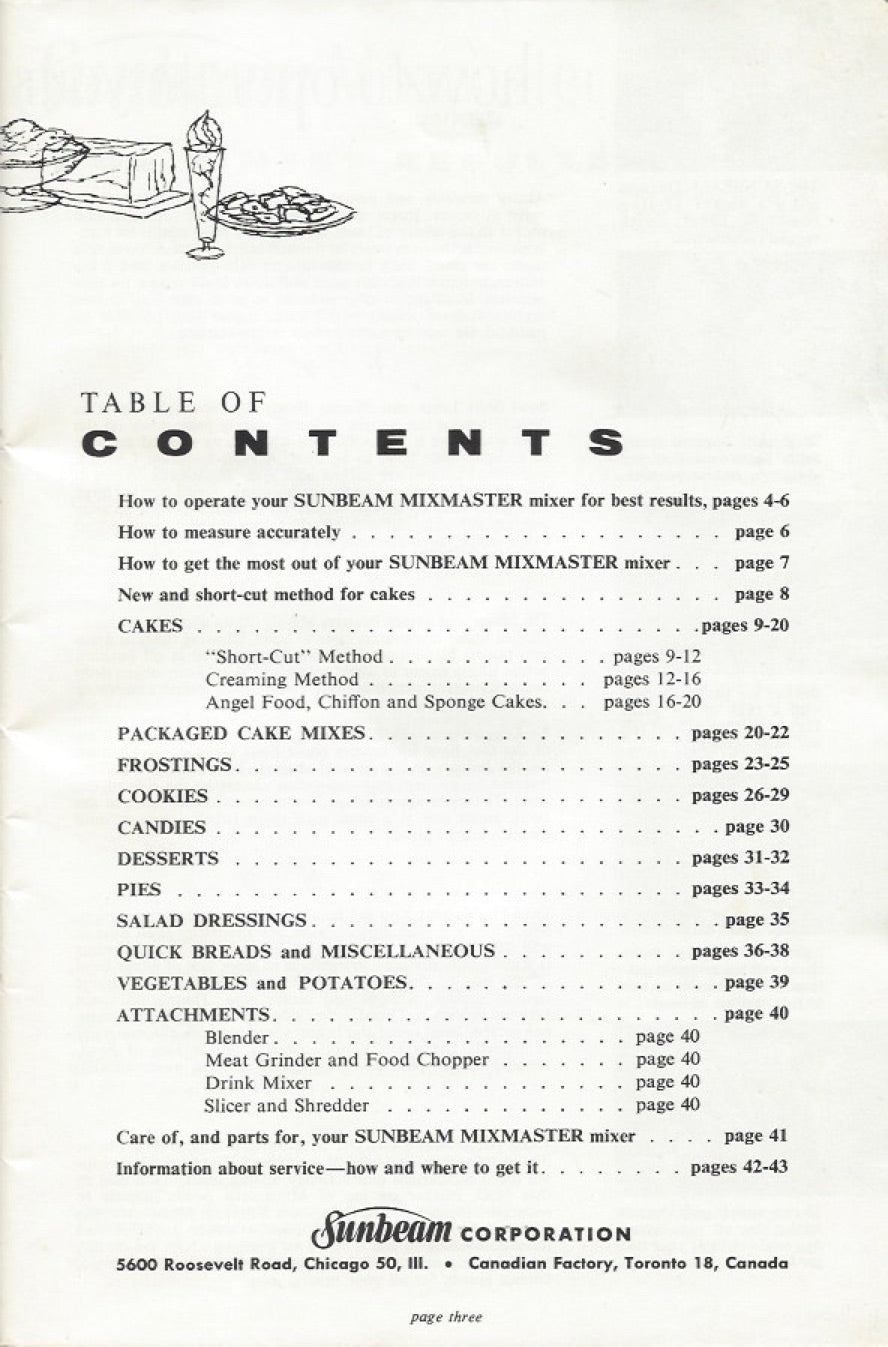 TABLE OF
CONTENTS
How to operate your SUNBEAM MIXMASTER mixer for best results, pages 4-6
How to measure accurately . . . . . . . . . . . . . . . . . . . . page 6
How to get the most out of your SUNBEAM MIXMASTER mixer . . . page 7
New and short-cut method for cakes . . . . . . . . . . . . . . . . page 8
CAKES . . . . . . . . . . . . . . . . . . . . . . . . . . . pages 9-20
“Short-Cut” Method . . . . . . . . . . . . pages 9-12
Creaming Method . . . . . . . . . . . . pages 12-16
Angel Food, Chiffon and Sponge Cakes. . . pages 16-20
PACKAGED CAKE MIXES. . . . . . . . . . . . . . . . . pages 20-22
FROSTINGS. . . . . . . . . . . . . . . . . . . . . . . . . pages 23-25
COOKIES . . . . . . . . . . . . . . . . . . . . . . . . . pages 26-29
CANDIES . . . . . . . . . . . . . . . . . . . . . . . . . . . page 30
DESSERTS . . . . . . . . . . . . . . . . . . . . . . . . pages 31-32
PIES . . . . . . . . . . . . . . . . . . . . . . . . . . . pages 33-34
SALAD DRESSINGS. . . . . . . . . . . . . . . . . . . . . . page 35
QUICK BREADS and MISCELLANEOUS . . . . . . . . . . pages 36-38
VEGETABLES and POTATOES. . . . . . . . . . . . . . . . . page 39
ATTACHMENTS. . . . . . . . . . . . . . . . . . . . . . . . page 40
Blender. . . . . . . . . . . . . . . . . . . page 40
Meat Grinder and Food Chopper . . . . . . . page 40
Drink Mixer . . . . . . . . . . . . . . . . page 40
Slicer and Shredder . . . . . . . . . . . . . page 40
Care of, and parts for, your SUNBEAM MIXMASTER mixer . . . . page 41
Information about service—how and where to get it. . . . . . . . pages 42-43
Sunbeam CORPORATION
5600 Roosevelt Road, Chicago 50, Ill. • Canadian Factory, Toronto 18, Canada
page three